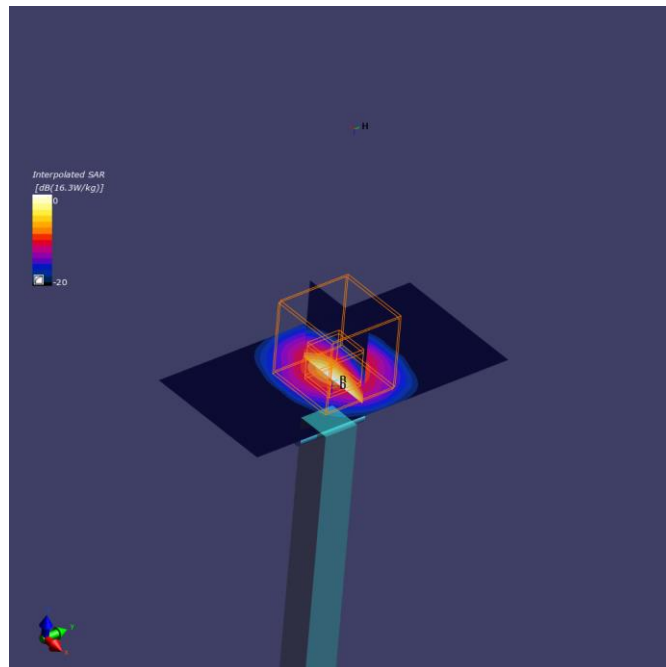 H
Interpolated SAR
[dB(16.3W/kg)]
0
-20
Y
X